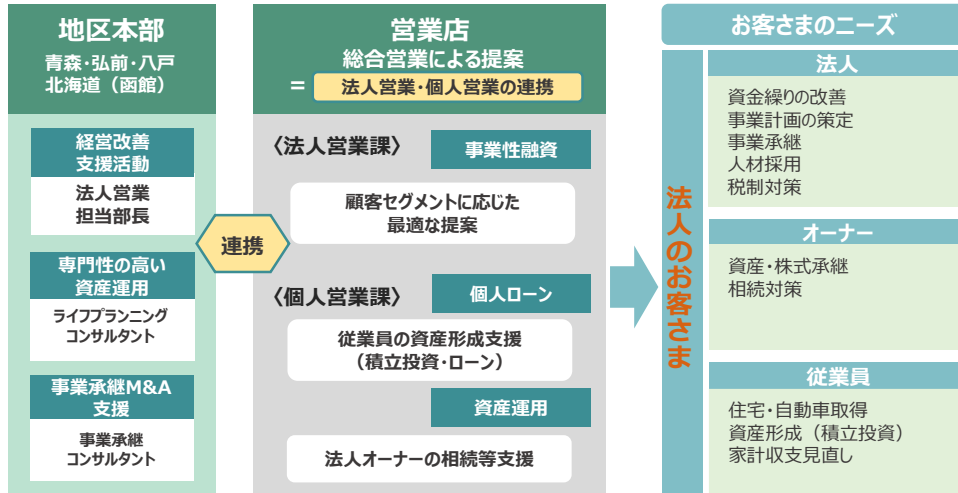 地区本部
青森・弘前・八戸
北海道（函館）
経営改善
支援活動
法人営業
担当部長
専門性の高い
資産運用
ライフプランニング
コンサルタント
事業承継M&A
支援
事業承継
コンサルタント
連携
営業店
総合営業による提案
= 法人営業・個人営業の連携
〈法人営業課〉
事業性融資
顧客セグメントに応じた
最適な提案
〈個人営業課〉
個人ローン
従業員の資産形成支援
（積立投資・ローン）
資産運用
法人オーナーの相続等支援
お客さまのニーズ
法人のお客さま
法人
資金繰りの改善
事業計画の策定
事業承継
人材採用
税制対策
オーナー
資産・株式承継
相続対策
従業員
住宅・自動車取得
資産形成（積立投資）
家計収支見直し